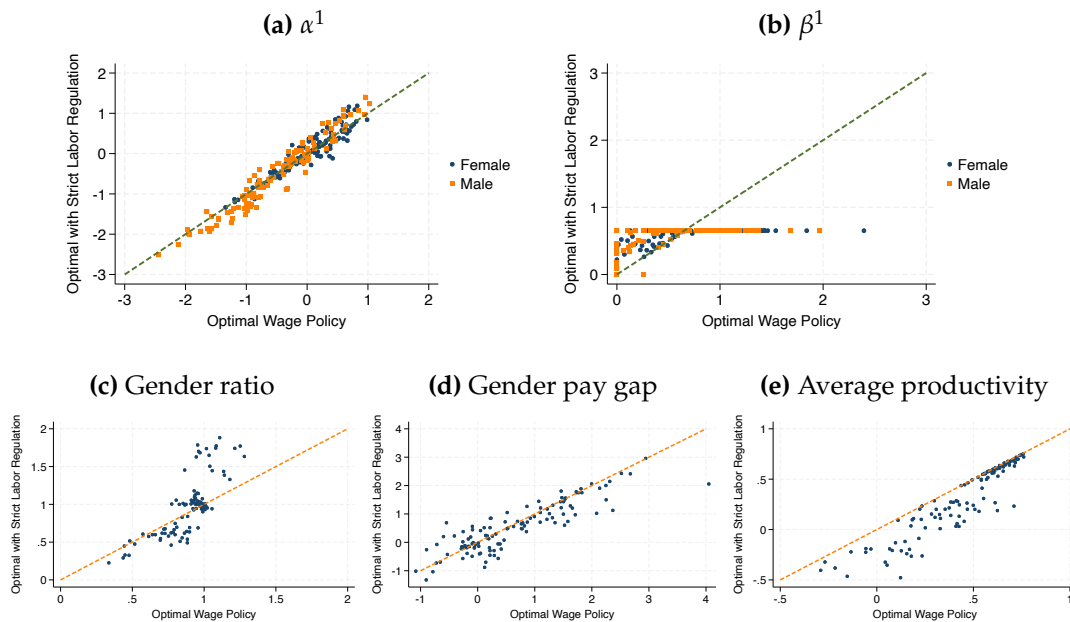 (a) α¹
Optimal with Strict Labor Regulation
2
1
0
-1
-2
-3
-3 -2 -1 0 1 2
Optimal Wage Policy
Female
Male
(b) β¹
Optimal with Strict Labor Regulation
3
2
1
0
0 1 2 3
Optimal Wage Policy
Female
Male
(c) Gender ratio
Optimal with Strict Labor Regulation
2
1.5
1
.5
0
0 .5 1 1.5 2
Optimal Wage Policy
(d) Gender pay gap
Optimal with Strict Labor Regulation
4
3
2
1
0
-1
-1 0 1 2 3 4
Optimal Wage Policy
(e) Average productivity
Optimal with Strict Labor Regulation
1
.5
0
-.5
-.5 0 .5 1
Optimal Wage Policy